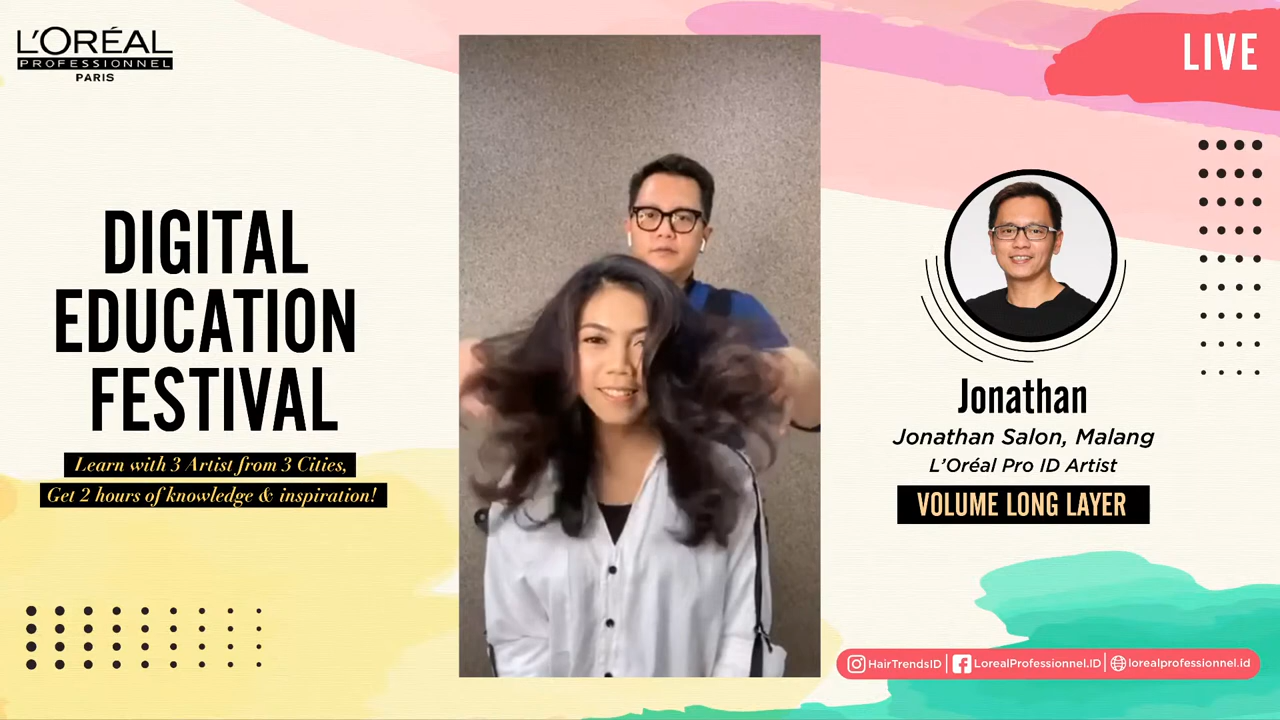 L'ORÉAL
PROFESSIONNEL
PARIS
LIVE
DIGITAL
EDUCATION
FESTIVAL
Learn with 3 Artist from 3 Cities,
Get 2 hours of knowledge & inspiration!
Jonathan
Jonathan Salon, Malang
L'Oréal Pro ID Artist
VOLUME LONG LAYER
HairTrendsID | LorealProfessionnel.ID | lorealprofessionnel.id